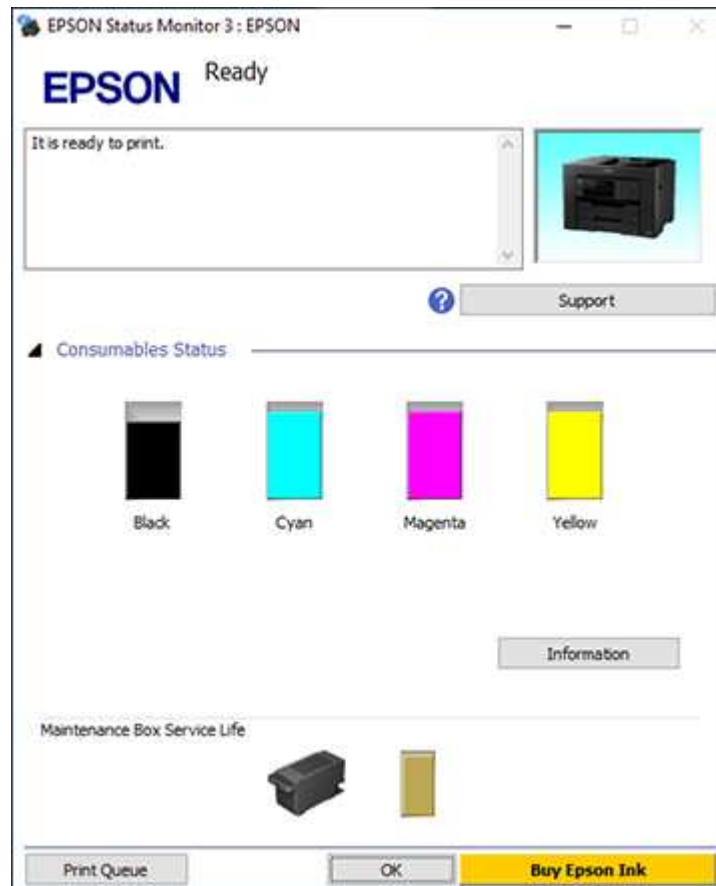 EPSON Status Monitor 3 : EPSON
EPSON
Ready
It is ready to print.
?
Support
Consumables Status
Black
Cyan
Magenta
Yellow
Information
Maintenance Box Service Life
Print Queue
OK
Buy Epson Ink